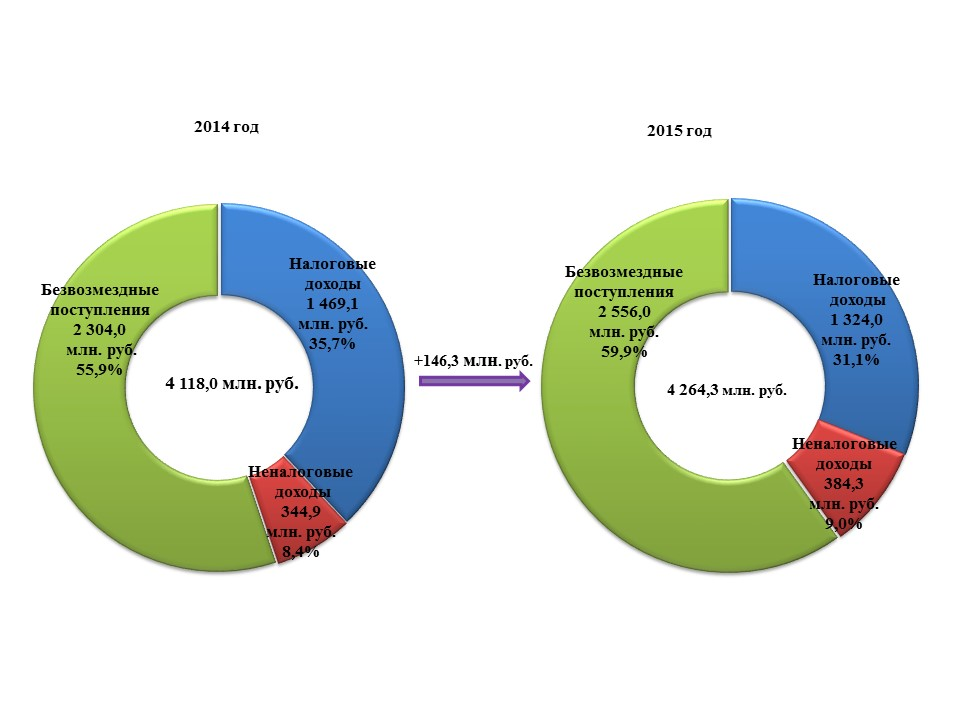 2014 год
2015 год
Безвозмездные
поступления
2 304,0
млн. руб.
55,9%
Налоговые
доходы
1 469,1
млн. руб.
35,7%
4 118,0 млн. руб.
Неналоговые
доходы
344,9
млн. руб.
8,4%
+146,3 млн. руб.
Безвозмездные
поступления
2 556,0
млн. руб.
59,9%
Налоговые
доходы
1 324,0
млн. руб.
31,1%
4 264,3 млн. руб.
Неналоговые
доходы
384,3
млн. руб.
9,0%